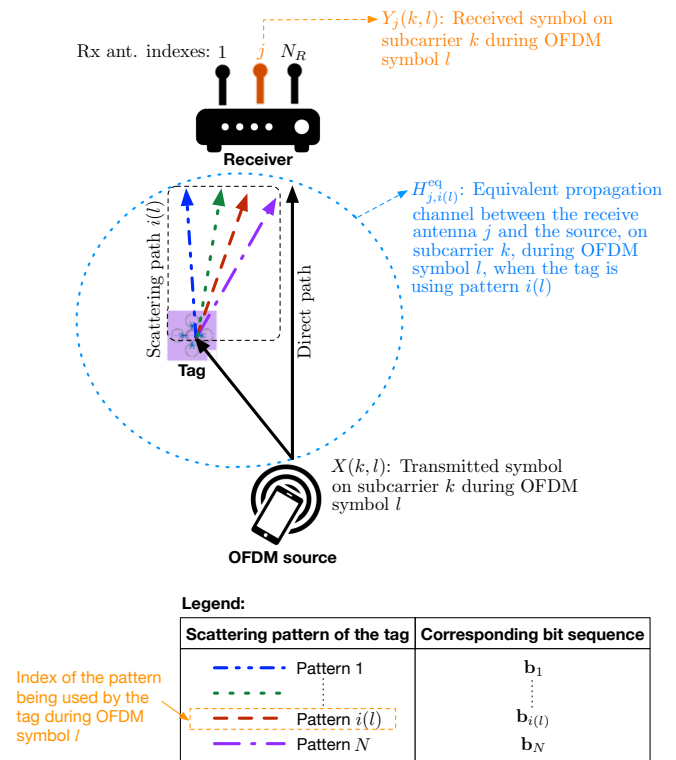 Y_j(k, l): Received symbol on
subcarrier k during OFDM
symbol l
Rx ant. indexes: 1 j N_R
Receiver
H^{eq}_{j,i(l)}: Equivalent propagation
channel between the receive
antenna j and the source, on
subcarrier k, during OFDM
symbol l, when the tag is
using pattern i(l)
Scattering path i(l)
Direct path
Tag
X(k, l): Transmitted symbol
on subcarrier k during OFDM
symbol l
OFDM source
Legend:
Scattering pattern of the tag Corresponding bit sequence
Pattern 1 b_1
Index of the pattern
being used by the
tag during OFDM
symbol l
Pattern i(l) b_{i(l)}
Pattern N b_N